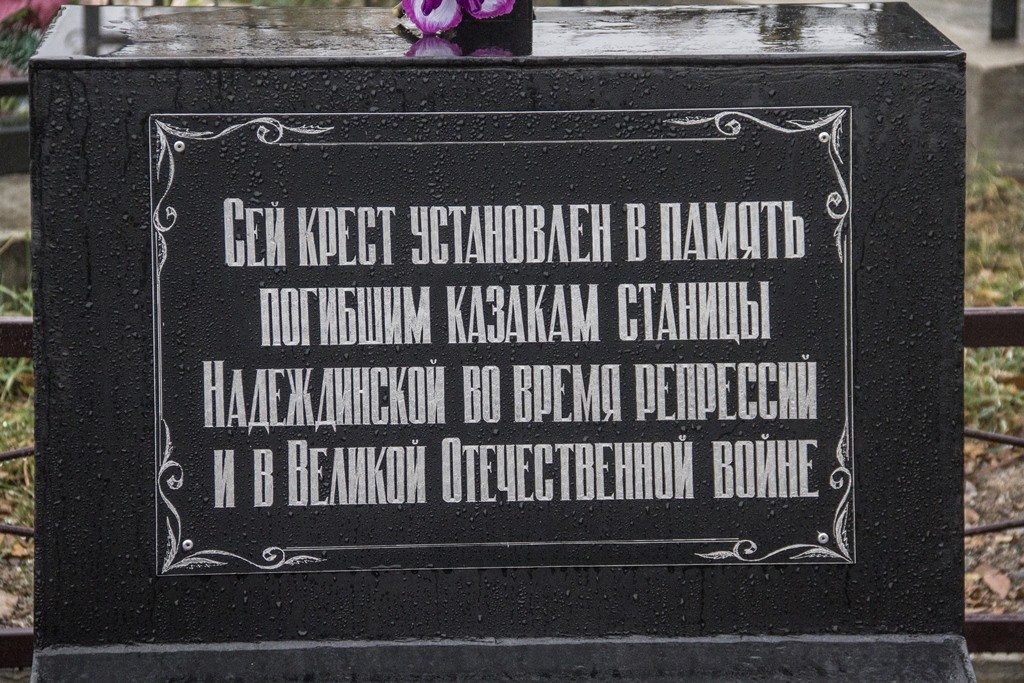 Сей крест установлен в память
погибшим казакам станицы
Надеждинской во время репрессий
и в Великой Отечественной войне